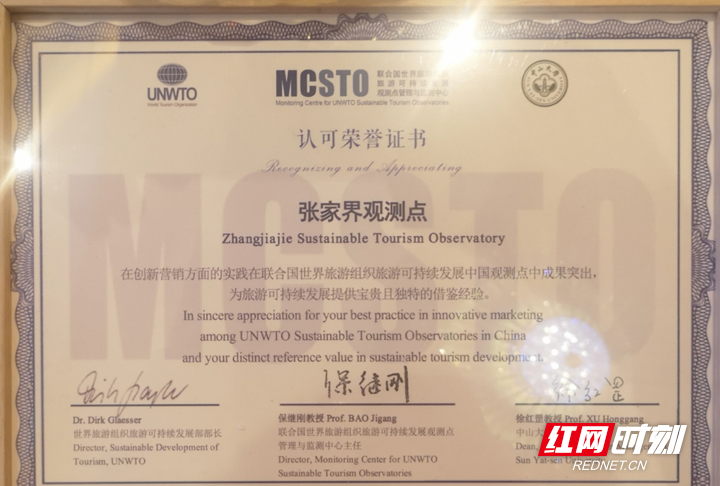 UNWTO
World Tourism Organization
MCSTO
联合国世界旅游组织
旅游可持续发展
观测点管理与监测中心
Monitoring Centre for UNWTO Sustainable Tourism Observatories
认可荣誉证书
Recognizing and Appreciating
张家界观测点
Zhangjiajie Sustainable Tourism Observatory
在创新营销方面的实践在联合国世界旅游组织旅游可持续发展中国观测点中成果突出，
为旅游可持续发展提供宝贵且独特的借鉴经验。
In sincere appreciation for your best practice in innovative marketing
among UNWTO Sustainable Tourism Observatories in China
and your distinct reference value in sustainable tourism development.
MCSTO
保继刚
徐红罡
Dr. Dirk Glaesser
世界旅游组织旅游可持续发展部部长
Director, Sustainable Development of
Tourism, UNWTO
保继刚教授 Prof. BAO Jigang
联合国世界旅游组织旅游可持续发展观测点
管理与监测中心主任
Director, Monitoring Center for UNWTO
Sustainable Tourism Observatories
徐红罡教授 Prof. XU Honggang
中山大
Dean,
Sun Yat-sen
红网时刻
REDNET.CN